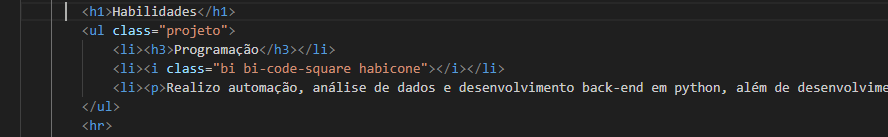 <h1>Habilidades</h1>
<ul class="projeto">
<li><h3>Programação</h3></li>
<li><i class="bi bi-code-square habicone"></i></li>
<li><p>Realizo automação, análise de dados e desenvolvimento back-end em python, além de desenvolvime
</ul>
<hr>